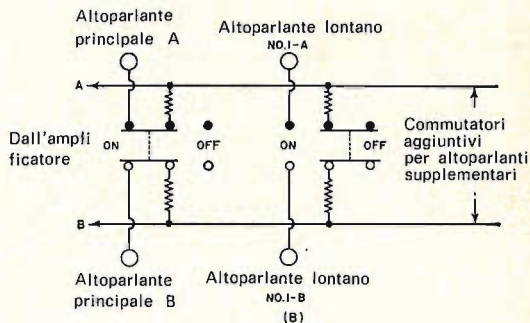 Altoparlante
principale A
Altoparlante lontano
NO.1-A
A
Dall'ampli
ficatore
ON
OFF
ON
OFF
Commutatori
aggiuntivi
per altoparlanti
supplementari
B
Altoparlante
principale B
Altoparlante lontano
NO.1-B
(B)